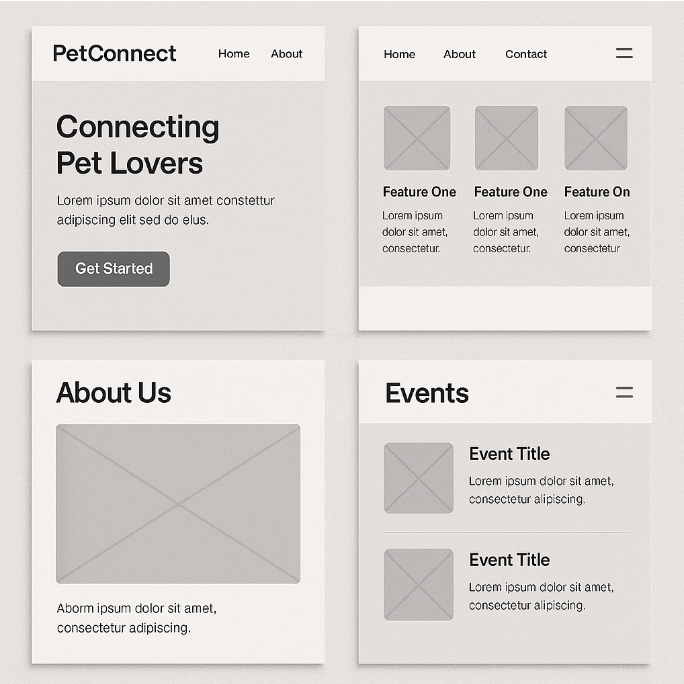 PetConnect
Home About
Connecting
Pet Lovers
Lorem ipsum dolor sit amet constettur
adipiscing elit sed do elus.
Get Started
Home About Contact
Feature One Feature One Feature On
Lorem ipsum Lorem ipsum Lorem ipsum
dolor sit amet, dolor sit amet, dolor sit amet,
consectetur. consectetur. consectetur
About Us
Aborm ipsum dolor sit amet,
consectetur adipiscing.
Events
Event Title
Lorem ipsum dolor sit amet,
consectetur alipiscing.
Event Title
Lorem ipsum dolor sit amet,
consectetur alipiscing.